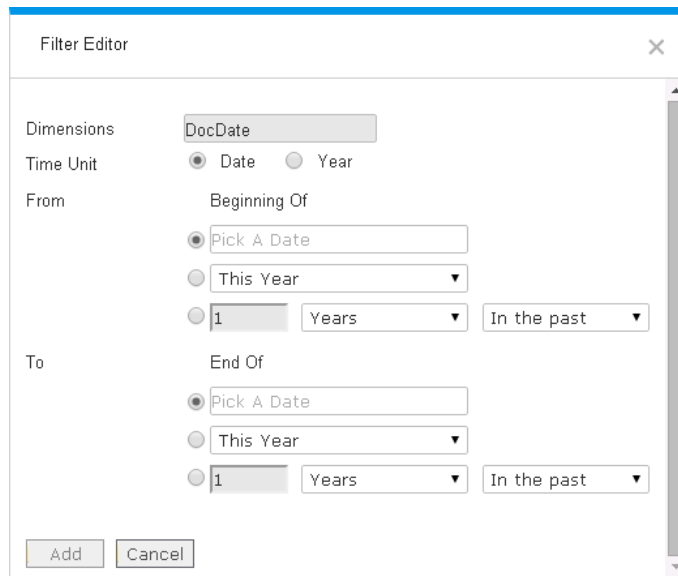 Filter Editor
Dimensions DocDate
Time Unit Date Year
From Beginning Of
Pick A Date
This Year
1 Years In the past
To End Of
Pick A Date
This Year
1 Years In the past
Add Cancel